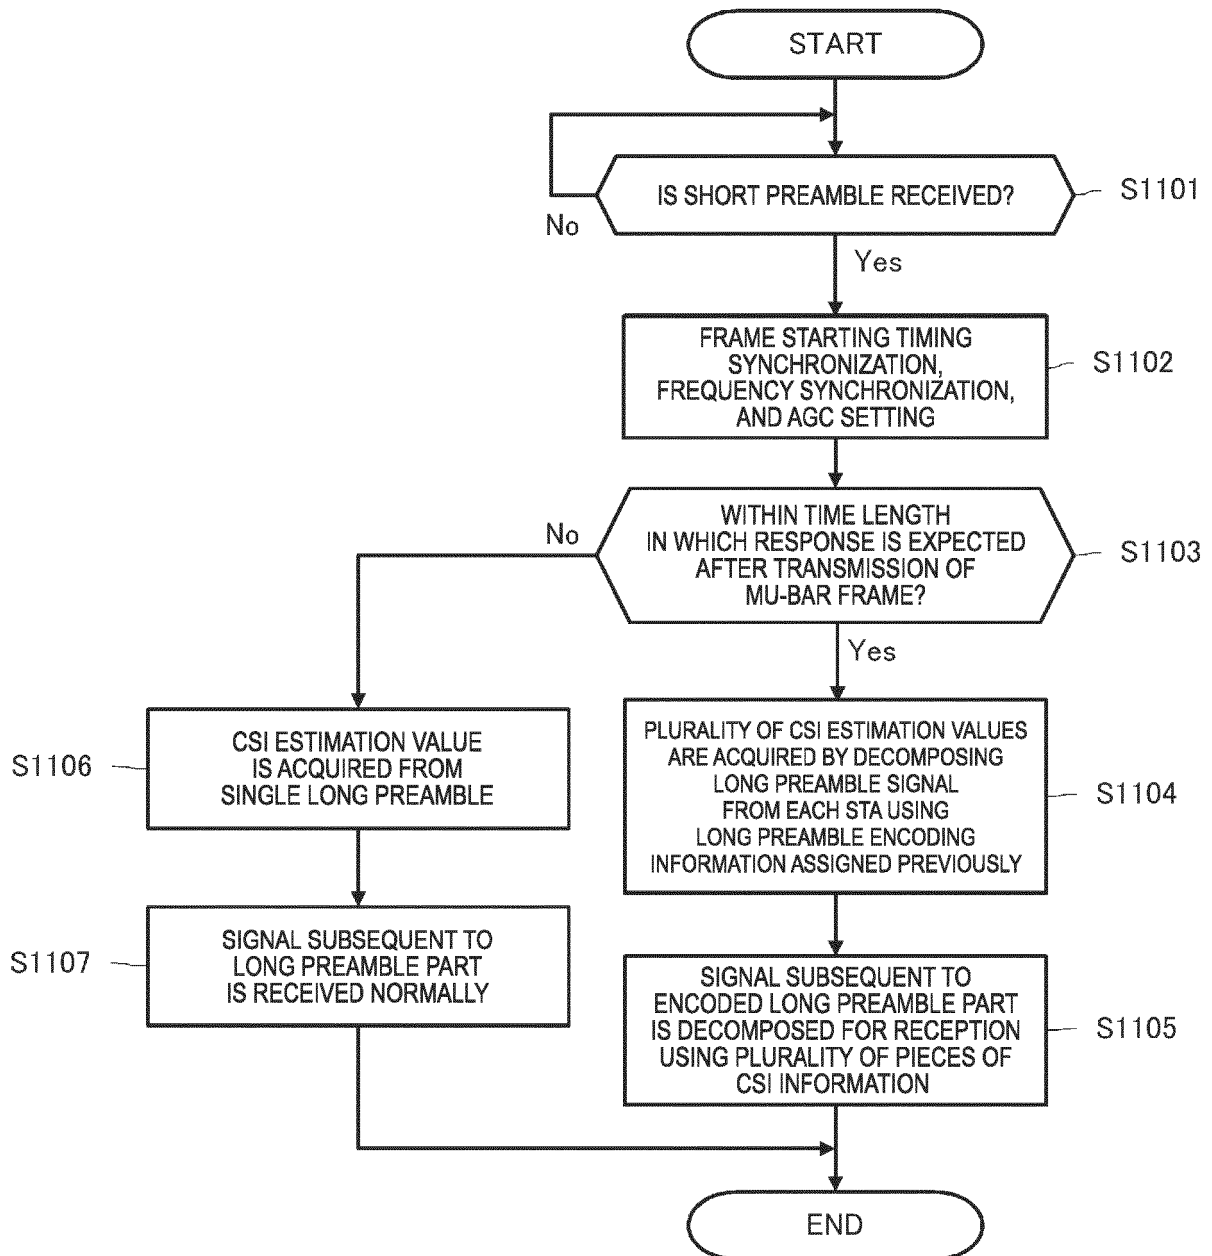 START
IS SHORT PREAMBLE RECEIVED?
S1101
No
Yes
FRAME STARTING TIMING
SYNCHRONIZATION,
FREQUENCY SYNCHRONIZATION,
AND AGC SETTING
S1102
WITHIN TIME LENGTH
IN WHICH RESPONSE IS EXPECTED
AFTER TRANSMISSION OF
MU-BAR FRAME?
S1103
No
Yes
S1106
CSI ESTIMATION VALUE
IS ACQUIRED FROM
SINGLE LONG PREAMBLE
PLURALITY OF CSI ESTIMATION VALUES
ARE ACQUIRED BY DECOMPOSING
LONG PREAMBLE SIGNAL
FROM EACH STA USING
LONG PREAMBLE ENCODING
INFORMATION ASSIGNED PREVIOUSLY
S1104
S1107
SIGNAL SUBSEQUENT TO
LONG PREAMBLE PART
IS RECEIVED NORMALLY
SIGNAL SUBSEQUENT TO
ENCODED LONG PREAMBLE PART
IS DECOMPOSED FOR RECEPTION
USING PLURALITY OF PIECES OF
CSI INFORMATION
S1105
END